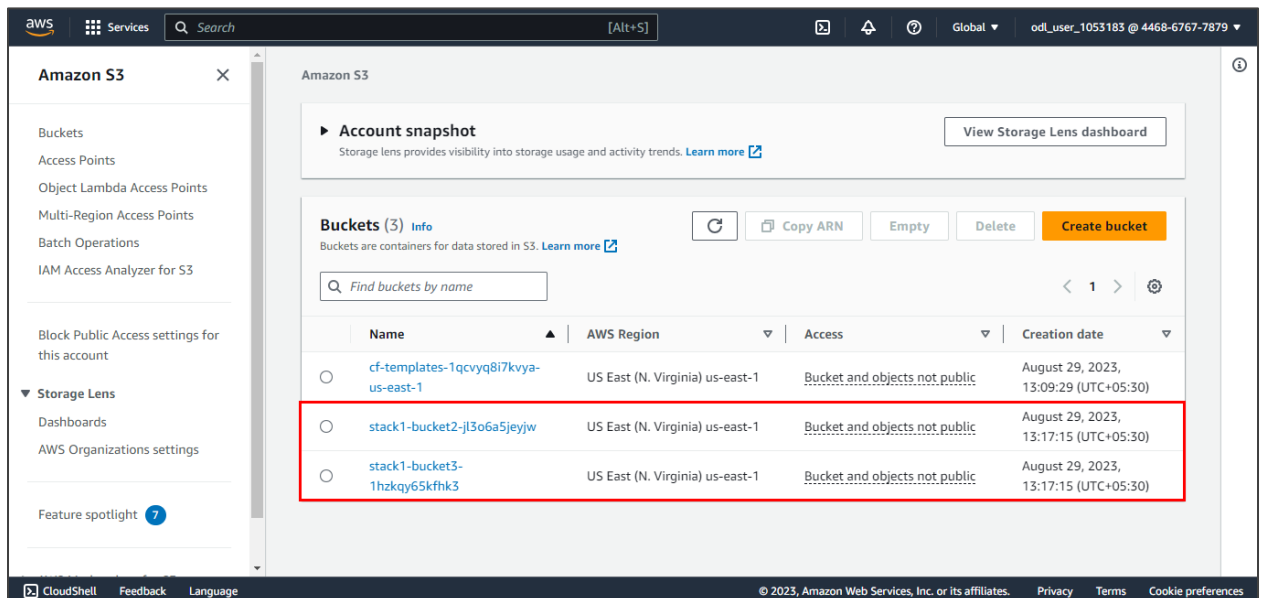 aws
Services
Search
[Alt+S]
Global
odl_user_1053183 @ 4468-6767-7879
Amazon S3
Buckets
Access Points
Object Lambda Access Points
Multi-Region Access Points
Batch Operations
IAM Access Analyzer for S3
Block Public Access settings for
this account
Storage Lens
Dashboards
AWS Organizations settings
Feature spotlight 7
Amazon S3
Account snapshot
View Storage Lens dashboard
Storage lens provides visibility into storage usage and activity trends. Learn more
Buckets (3) Info
Copy ARN
Empty
Delete
Create bucket
Buckets are containers for data stored in S3. Learn more
Find buckets by name
1
Name
AWS Region
Access
Creation date
cf-templates-1qcvyq8i7kvya-
us-east-1
US East (N. Virginia) us-east-1
Bucket and objects not public
August 29, 2023,
13:09:29 (UTC+05:30)
stack1-bucket2-jl3o6a5jeyjw
US East (N. Virginia) us-east-1
Bucket and objects not public
August 29, 2023,
13:17:15 (UTC+05:30)
stack1-bucket3-
1hzkqy65kfhk3
US East (N. Virginia) us-east-1
Bucket and objects not public
August 29, 2023,
13:17:15 (UTC+05:30)
CloudShell
Feedback
Language
© 2023, Amazon Web Services, Inc. or its affiliates.
Privacy
Terms
Cookie preferences